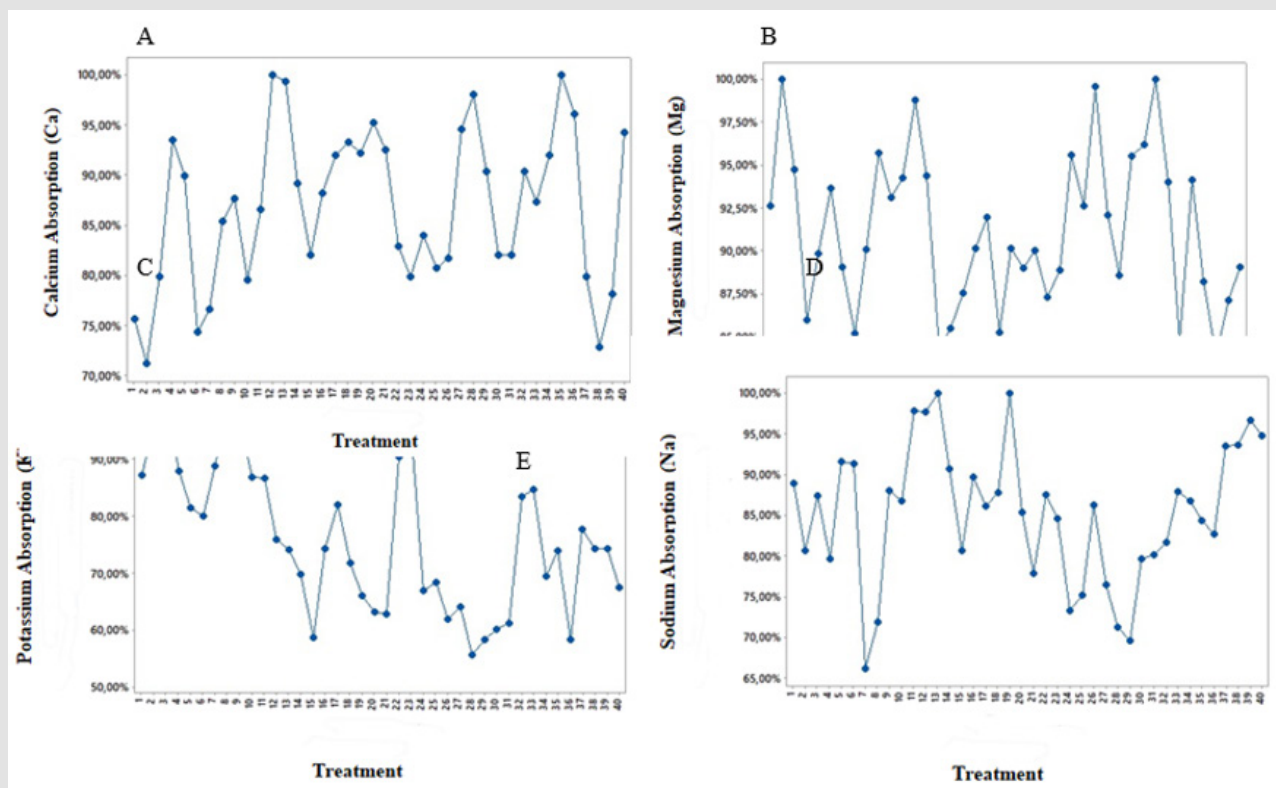 A
Calcium Absorption (Ca)
100,00%
95,00%
90,00%
85,00%
80,00%
C
75,00%
70,00%
1 2 3 4 5 6 7 8 9 10 11 12 13 14 15 16 17 18 19 20 21 22 23 24 25 26 27 28 29 30 31 32 33 34 35 36 37 38 39 40
Treatment
B
Magnesium Absorption (Mg)
100,00%
97,50%
95,00%
92,50%
90,00%
D
87,50%
Potassium Absorption
E
80,00%
70,00%
60,00%
50,00%
1 2 3 4 5 6 7 8 9 10 11 12 13 14 15 16 17 18 19 20 21 22 23 24 25 26 27 28 29 30 31 32 33 34 35 36 37 38 39 40
Treatment
Sodium Absorption (Na)
100,00%
95,00%
90,00%
85,00%
80,00%
75,00%
70,00%
65,00%
1 2 3 4 5 6 7 8 9 10 11 12 13 14 15 16 17 18 19 20 21 22 23 24 25 26 27 28 29 30 31 32 33 34 35 36 37 38 39 40
Treatment